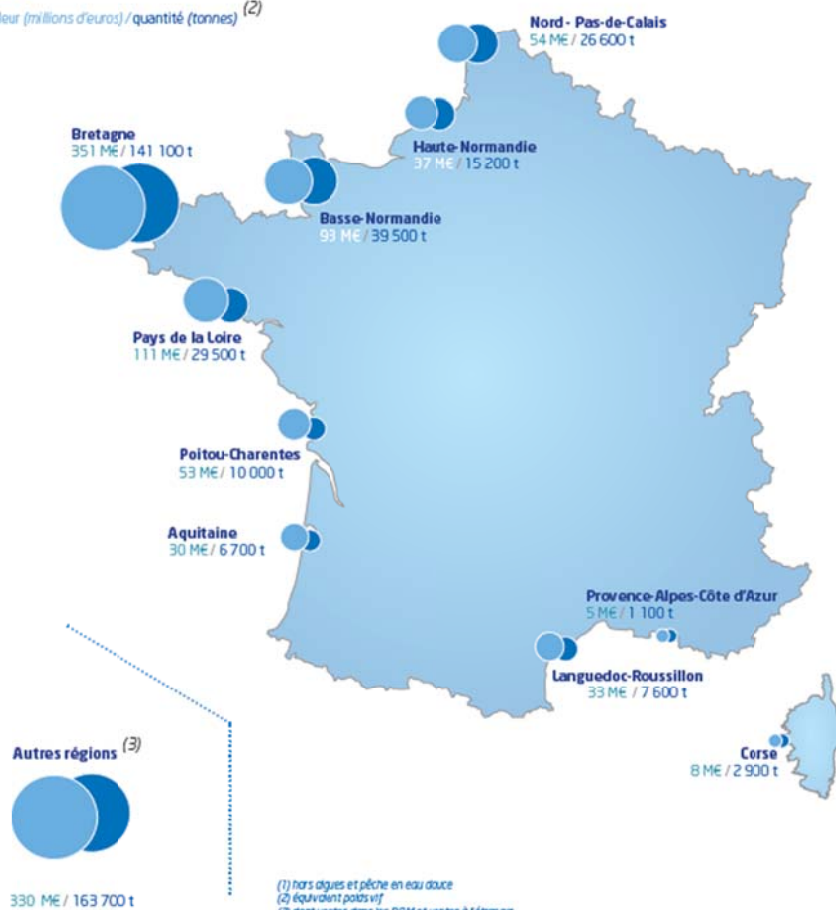 (millions d'euros) / quantité (tonnes) (2)
Nord - Pas-de-Calais
54 M€ / 26 600 t
Bretagne
351 M€ / 141 100 t
Haute-Normandie
37 M€ / 15 200 t
Basse-Normandie
93 M€ / 39 500 t
Pays de la Loire
111 M€ / 29 500 t
Poitou-Charentes
53 M€ / 10 000 t
Aquitaine
30 M€ / 6 700 t
Provence-Alpes-Côte d'Azur
5 M€ / 1 100 t
Languedoc-Roussillon
33 M€ / 7 600 t
Corse
8 M€ / 2 900 t
Autres régions (3)
330 M€ / 163 700 t
(1) hors algues et pêche en eau douce
(2) équivalent poids vif